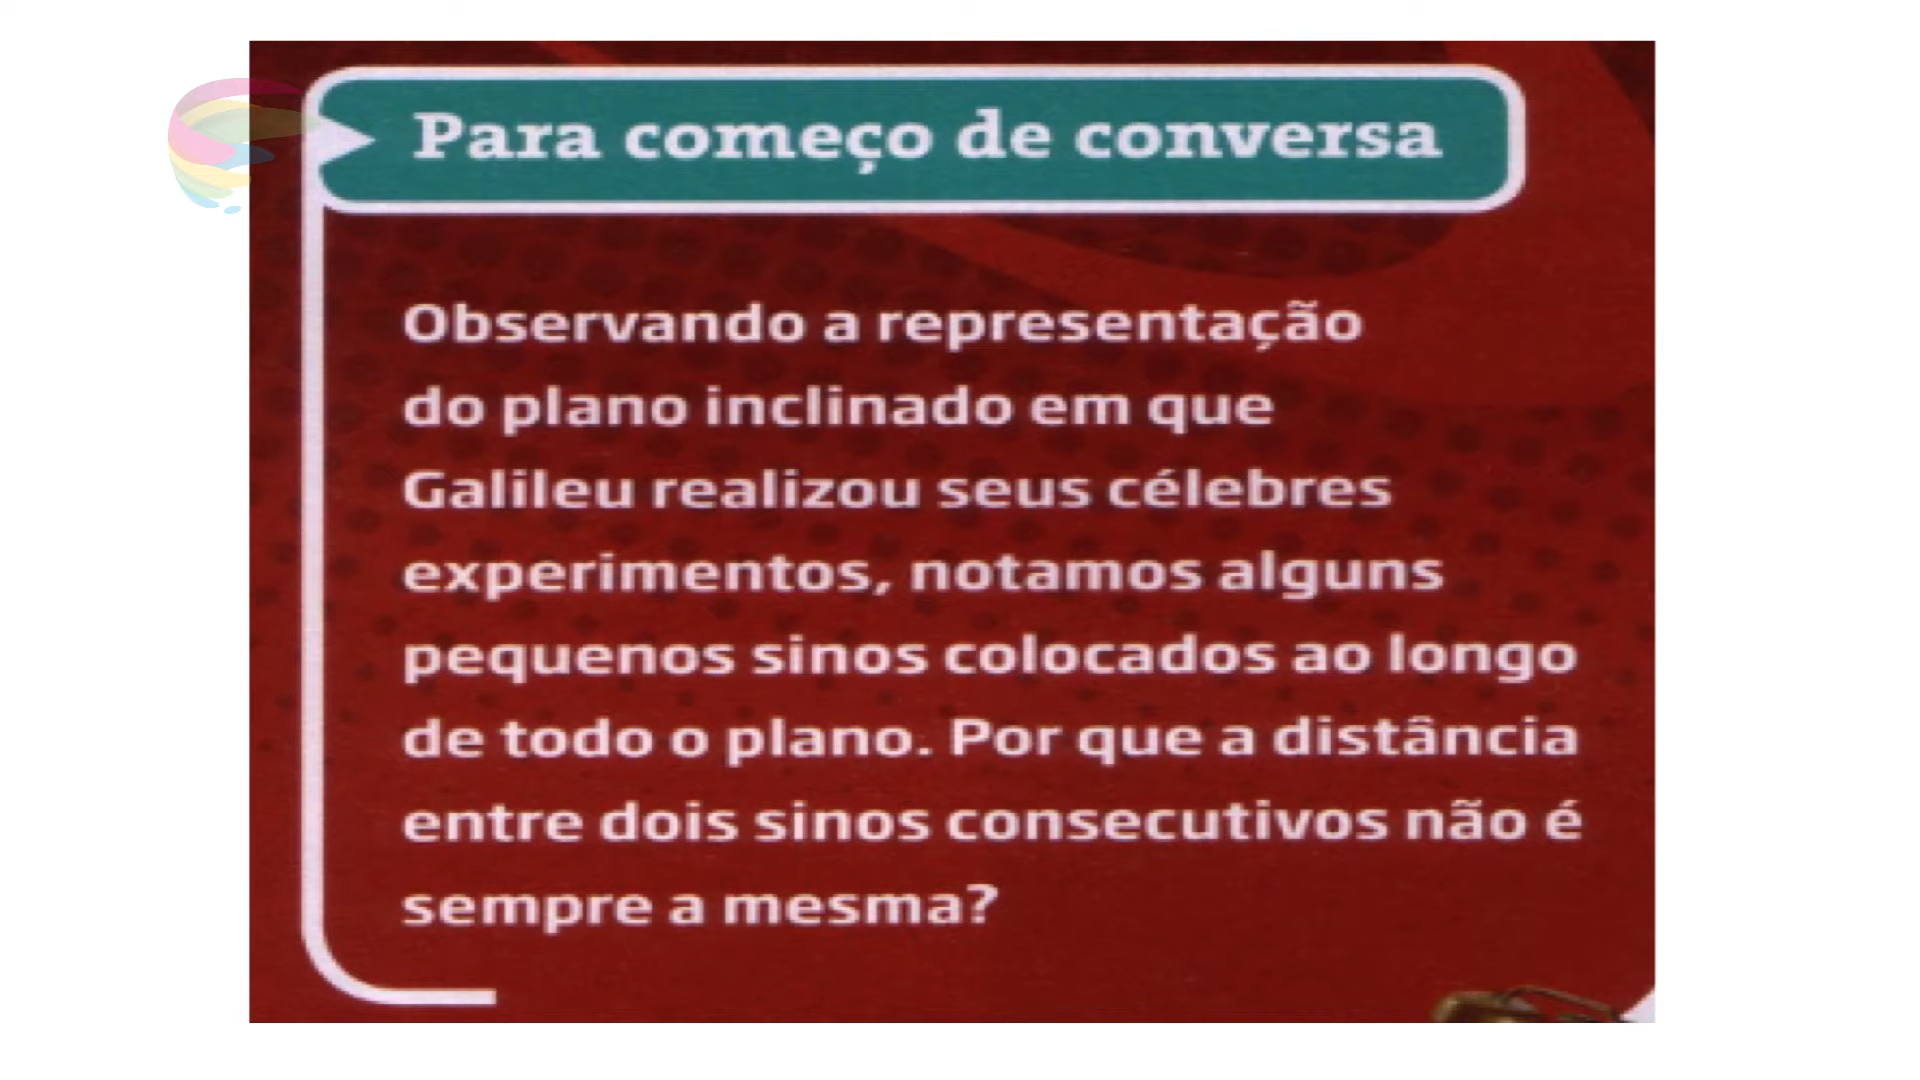 Para começo de conversa
Observando a representação
do plano inclinado em que
Galileu realizou seus célebres
experimentos, notamos alguns
pequenos sinos colocados ao longo
de todo o plano. Por que a distância
entre dois sinos consecutivos não é
sempre a mesma?